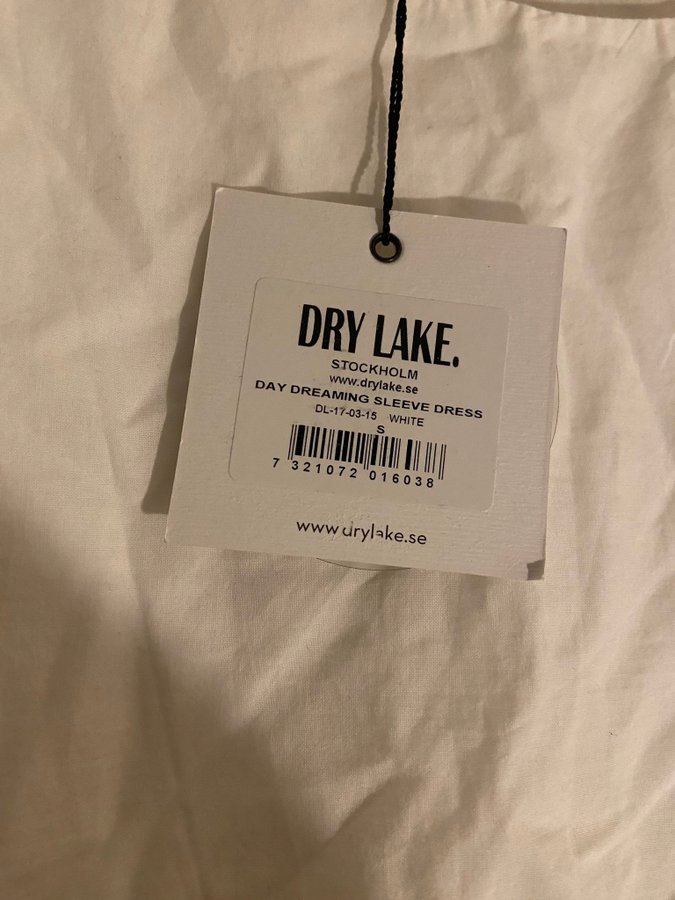 DRY LAKE.
STOCKHOLM
www.drylake.se
DAY DREAMING SLEEVE DRESS
DL-17-03-15 WHITE
S
7 321072 016038
www.drylake.se